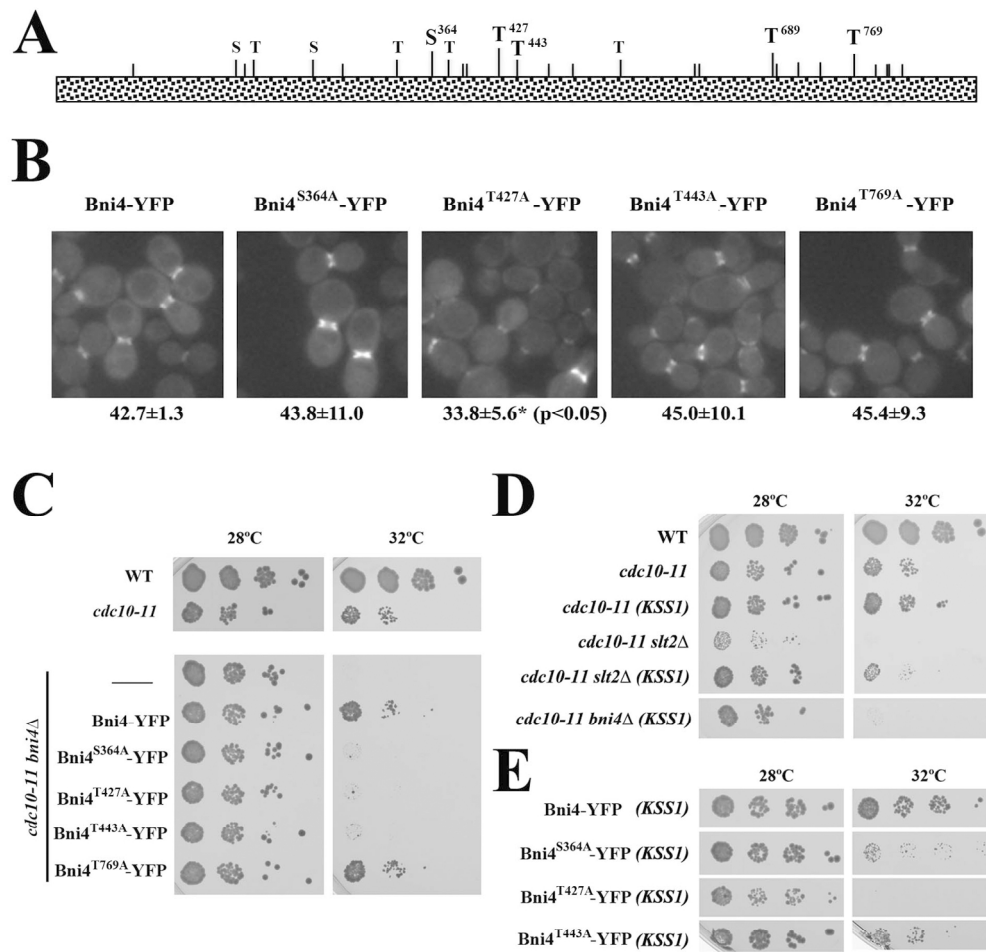 A
S T S T S364 T T427 T443 T T689 T769
B
Bni4-YFP Bni4S364A-YFP Bni4T427A-YFP Bni4T443A-YFP Bni4T769A-YFP
42.7±1.3 43.8±11.0 33.8±5.6* (p<0.05) 45.0±10.1 45.4±9.3
C
28ºC 32ºC
WT
cdc10-11
cdc10-11 bni4Δ
Bni4-YFP
Bni4S364A-YFP
Bni4T427A-YFP
Bni4T443A-YFP
Bni4T769A-YFP
D
28ºC 32ºC
WT
cdc10-11
cdc10-11 (KSS1)
cdc10-11 slt2Δ
cdc10-11 slt2Δ (KSS1)
cdc10-11 bni4Δ (KSS1)
E
28ºC 32ºC
Bni4-YFP (KSS1)
Bni4S364A-YFP (KSS1)
Bni4T427A-YFP (KSS1)
Bni4T443A-YFP (KSS1)